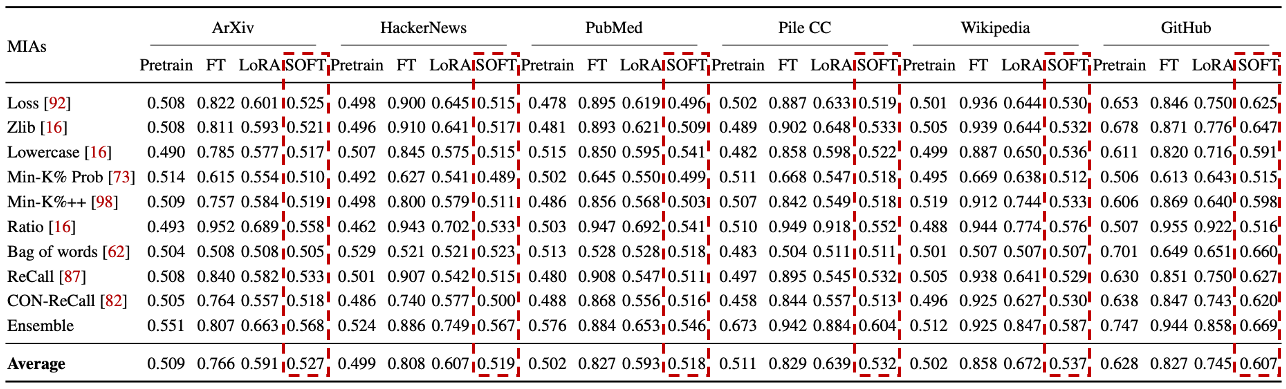 MIAs ArXiv HackerNews PubMed Pile CC Wikipedia GitHub
Pretrain FT LoRA SOFT Pretrain FT LoRA SOFT Pretrain FT LoRA SOFT Pretrain FT LoRA SOFT Pretrain FT LoRA SOFT Pretrain FT LoRA SOFT
Loss [92] 0.508 0.822 0.601 0.525 0.498 0.900 0.645 0.515 0.478 0.895 0.619 0.496 0.502 0.887 0.633 0.519 0.501 0.936 0.644 0.530 0.653 0.846 0.750 0.625
Zlib [16] 0.508 0.811 0.593 0.521 0.496 0.910 0.641 0.517 0.481 0.893 0.621 0.509 0.489 0.902 0.648 0.533 0.505 0.939 0.644 0.532 0.678 0.871 0.776 0.647
Lowercase [16] 0.490 0.785 0.577 0.517 0.507 0.845 0.575 0.515 0.515 0.850 0.595 0.541 0.482 0.858 0.598 0.522 0.499 0.887 0.650 0.536 0.611 0.820 0.716 0.591
Min-K% Prob [73] 0.514 0.615 0.554 0.510 0.492 0.627 0.541 0.489 0.502 0.645 0.550 0.499 0.511 0.668 0.547 0.518 0.495 0.669 0.638 0.512 0.506 0.613 0.643 0.515
Min-K%++ [98] 0.509 0.757 0.584 0.519 0.498 0.800 0.579 0.511 0.486 0.856 0.568 0.503 0.507 0.842 0.549 0.518 0.519 0.912 0.744 0.533 0.606 0.869 0.640 0.598
Ratio [16] 0.493 0.952 0.689 0.558 0.462 0.943 0.702 0.533 0.503 0.947 0.692 0.541 0.510 0.949 0.918 0.552 0.488 0.944 0.774 0.576 0.507 0.955 0.922 0.516
Bag of words [62] 0.504 0.508 0.508 0.505 0.529 0.521 0.521 0.523 0.513 0.528 0.528 0.518 0.483 0.504 0.511 0.511 0.501 0.507 0.507 0.507 0.701 0.649 0.651 0.660
ReCall [87] 0.508 0.840 0.582 0.533 0.501 0.907 0.542 0.515 0.480 0.908 0.547 0.511 0.497 0.895 0.545 0.532 0.505 0.938 0.641 0.529 0.630 0.851 0.750 0.627
CON-ReCall [82] 0.505 0.764 0.557 0.518 0.486 0.740 0.577 0.500 0.488 0.868 0.556 0.516 0.458 0.844 0.557 0.513 0.496 0.925 0.627 0.530 0.638 0.847 0.743 0.620
Ensemble 0.551 0.807 0.663 0.568 0.524 0.886 0.749 0.567 0.576 0.884 0.653 0.546 0.673 0.942 0.884 0.604 0.512 0.925 0.847 0.587 0.747 0.944 0.858 0.669
Average 0.509 0.766 0.591 0.527 0.499 0.808 0.607 0.519 0.502 0.827 0.593 0.518 0.511 0.829 0.639 0.532 0.502 0.858 0.672 0.537 0.628 0.827 0.745 0.607